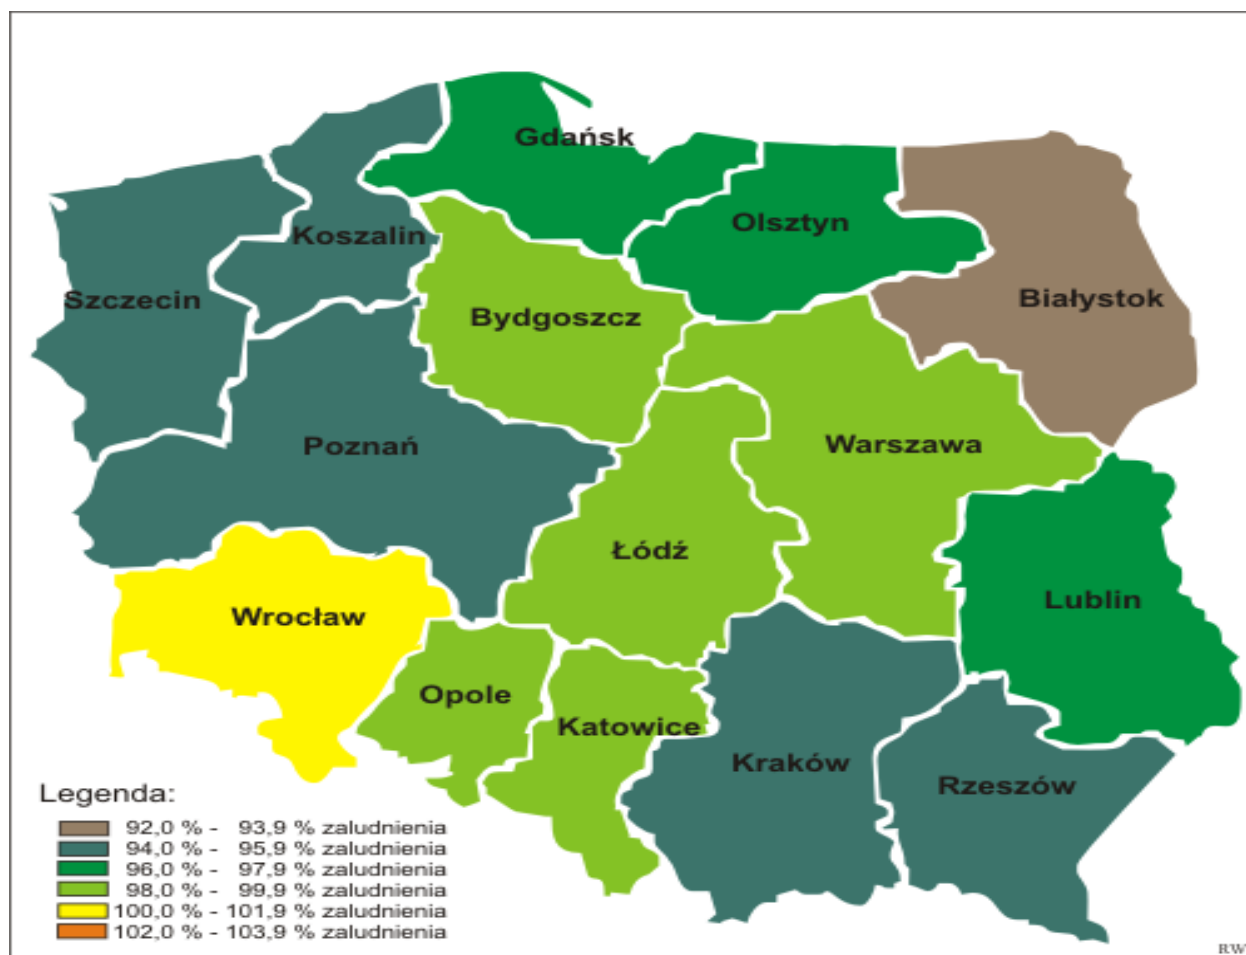 Gdańsk
Olsztyn
Koszalin
Szczecin
Białystok
Bydgoszcz
Poznań
Warszawa
Łódź
Lublin
Wrocław
Opole
Katowice
Kraków
Rzeszów
Legenda:
92,0 % - 93,9 % zaludnienia
94,0 % - 95,9 % zaludnienia
96,0 % - 97,9 % zaludnienia
98,0 % - 99,9 % zaludnienia
100,0 % - 101,9 % zaludnienia
102,0 % - 103,9 % zaludnienia
RW